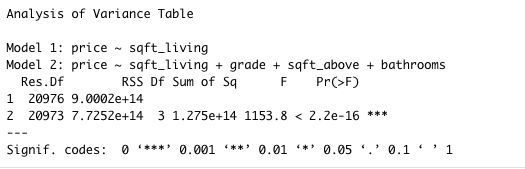 Analysis of Variance Table
Model 1: price ~ sqft_living
Model 2: price ~ sqft_living + grade + sqft_above + bathrooms
  Res.Df        RSS Df Sum of Sq      F    Pr(>F)
1  20976 9.0002e+14
2  20973 7.7252e+14  3 1.275e+14 1153.8 < 2.2e-16 ***
---
Signif. codes:  0 ‘***’ 0.001 ‘**’ 0.01 ‘*’ 0.05 ‘.’ 0.1 ‘ ’ 1